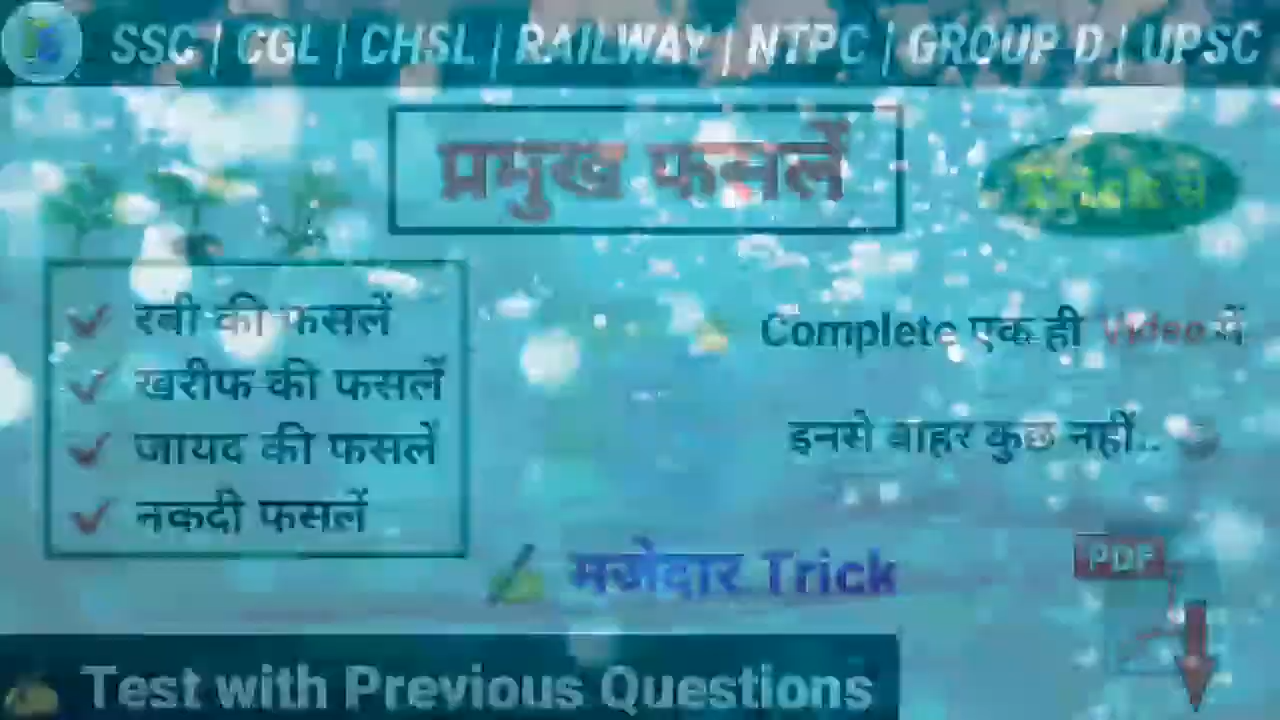 SSC | CGL | CHSL | RAILWAY | NTPC | GROUP D | UPSC
प्रमुख फसलें
Trick से
रबी की फसलें
खरीफ की फसलें
जायद की फसलें
नकदी फसलें
Complete एक ही Video में
इनसे बाहर कुछ नहीं..
मजेदार Trick
PDF
Test with Previous Questions